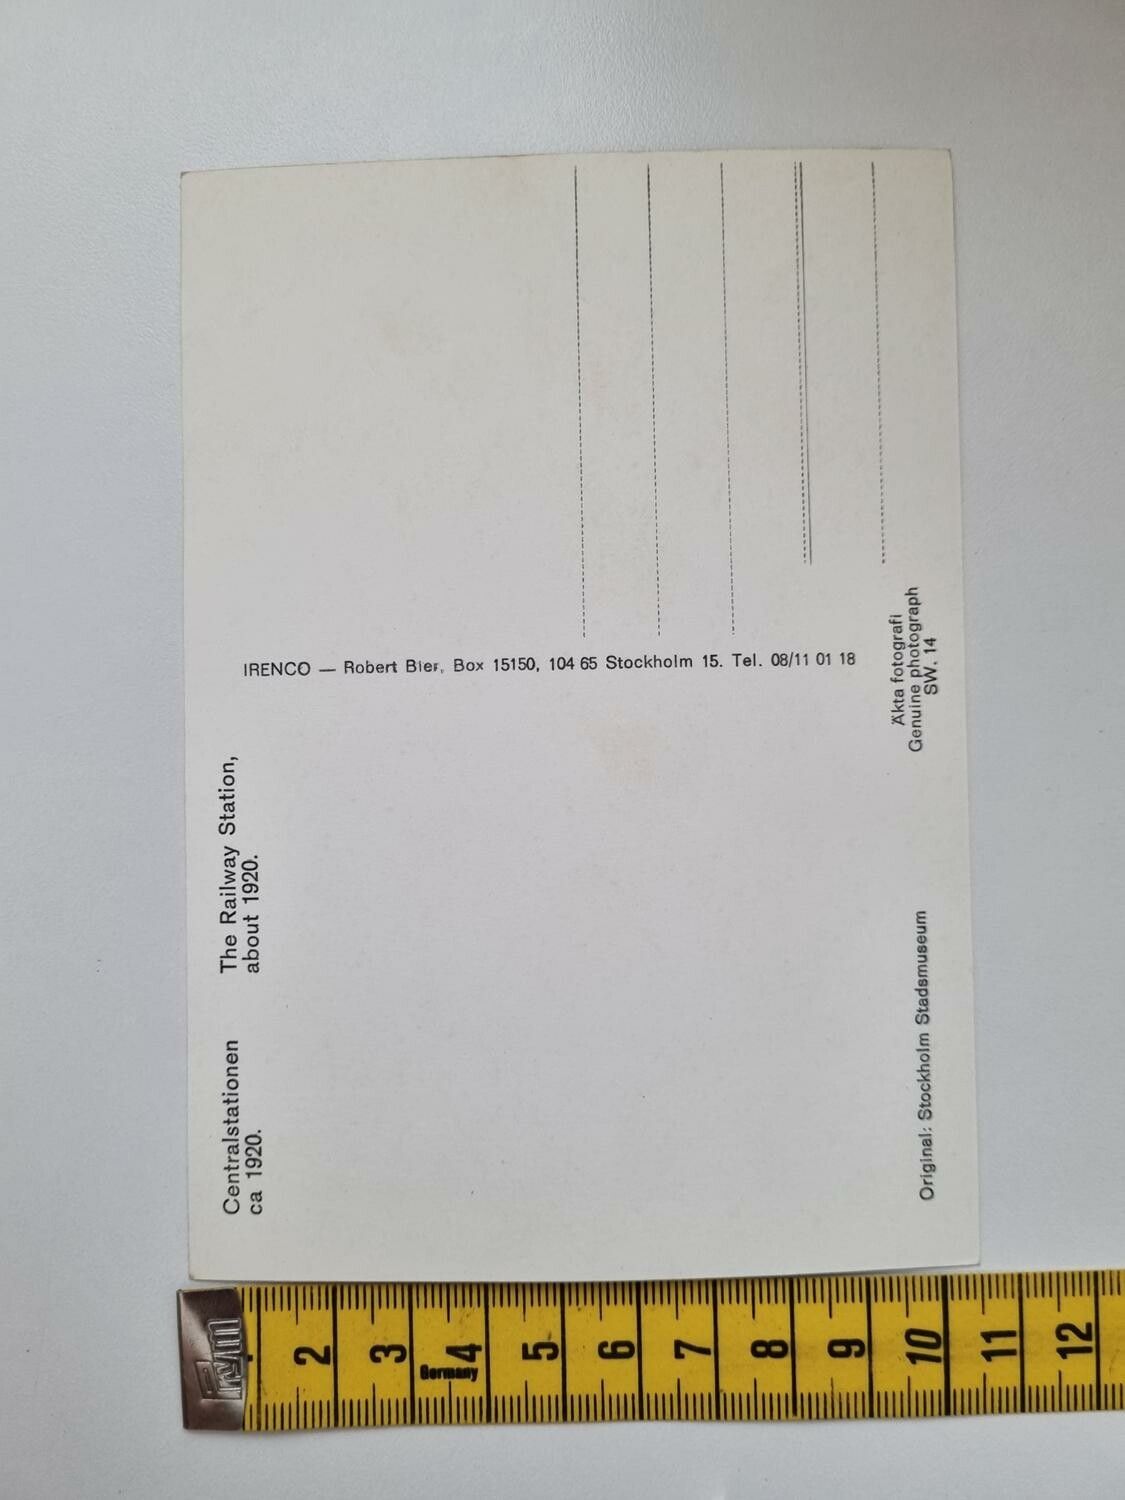 Centralstationen
ca 1920.
The Railway Station,
about 1920.
IRENCO — Robert Bier, Box 15150, 104 65 Stockholm 15. Tel. 08/11 01 18
Äkta fotografi
Genuine photograph
SW. 14
Original: Stockholm Stadsmuseum
Prym
2 3 4 5 6 7 8 9 10 11 12
Germany